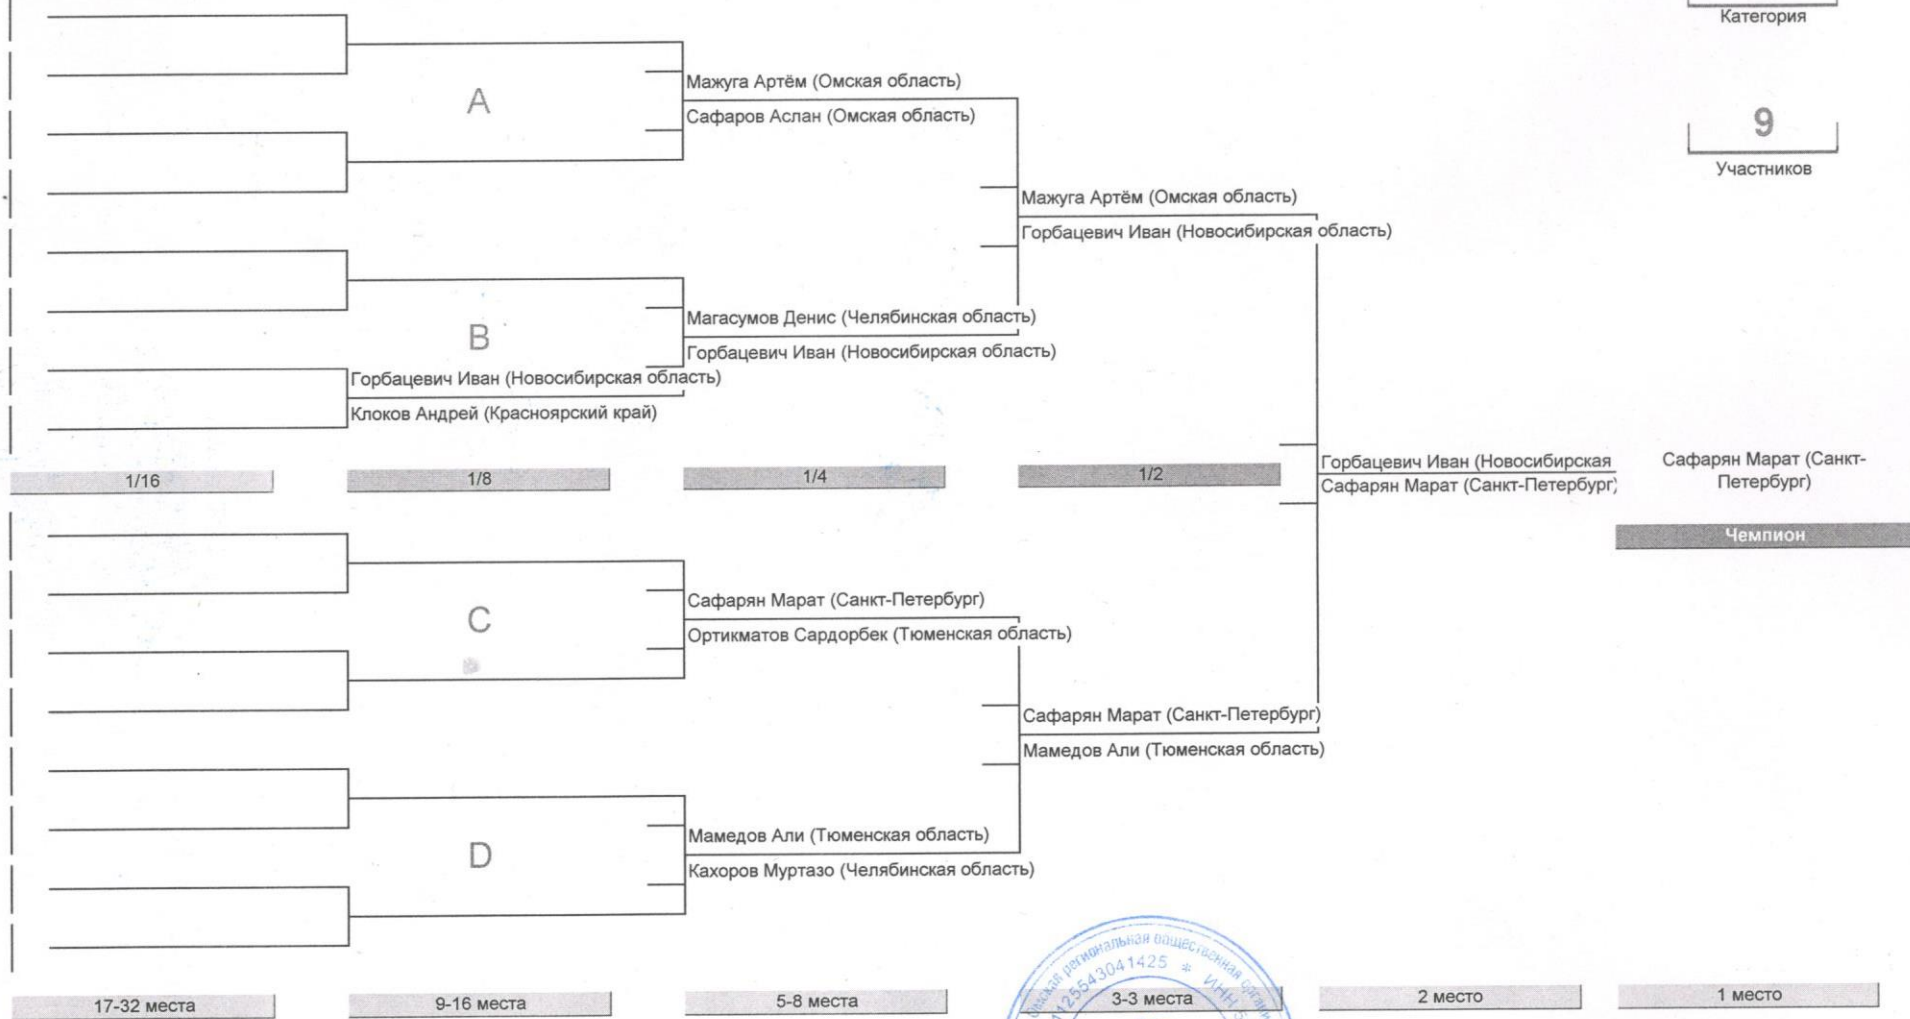 Категория
9
Участников
A
Мажуга Артём (Омская область)
Сафаров Аслан (Омская область)
Мажуга Артём (Омская область)
Горбацевич Иван (Новосибирская область)
B
Магасумов Денис (Челябинская область)
Горбацевич Иван (Новосибирская область)
Горбацевич Иван (Новосибирская область)
Клоков Андрей (Красноярский край)
1/16
1/8
1/4
1/2
Горбацевич Иван (Новосибирская
Сафарян Марат (Санкт-Петербург)
Сафарян Марат (Санкт-
Петербург)
Чемпион
C
Сафарян Марат (Санкт-Петербург)
Ортикматов Сардорбек (Тюменская область)
Сафарян Марат (Санкт-Петербург)
Мамедов Али (Тюменская область)
D
Мамедов Али (Тюменская область)
Кахоров Муртазо (Челябинская область)
региональная общественная
1125543041425 * ИНН 5
17-32 места
9-16 места
5-8 места
3-3 места
2 место
1 место